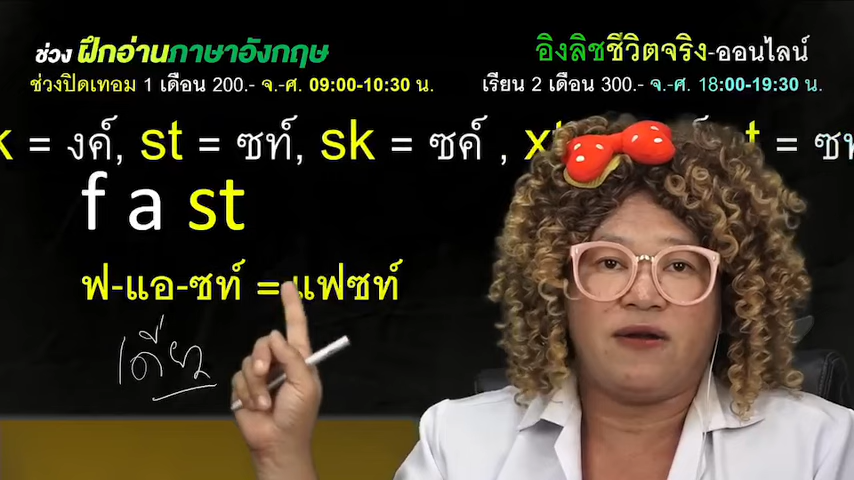 ช่วง ฝึกอ่านภาษาอังกฤษ
ช่วงปิดเทอม 1 เดือน 200.- จ.-ศ. 09:00-10:30 น.
อิงลิชชีวิตจริง-ออนไลน์
เรียน 2 เดือน 300.- จ.-ศ. 18:00-19:30 น.
k = งค์, st = ซท์, sk = ซค์ ,
f a st
ฟ-แอ-ซท์ = แฟซท์
เดียว